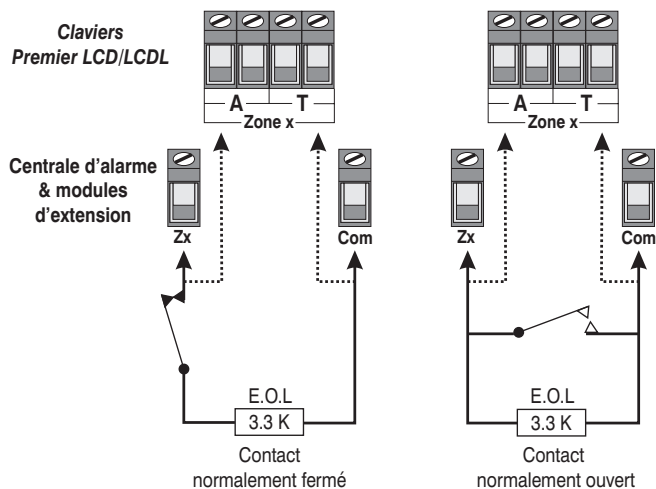 Claviers
Premier LCD/LCDL
A T
Zone x
A T
Zone x
Centrale d'alarme
& modules
d'extension
Zx
Com
Zx
Com
E.O.L
3.3 K
Contact
normalement fermé
E.O.L
3.3 K
Contact
normalement ouvert